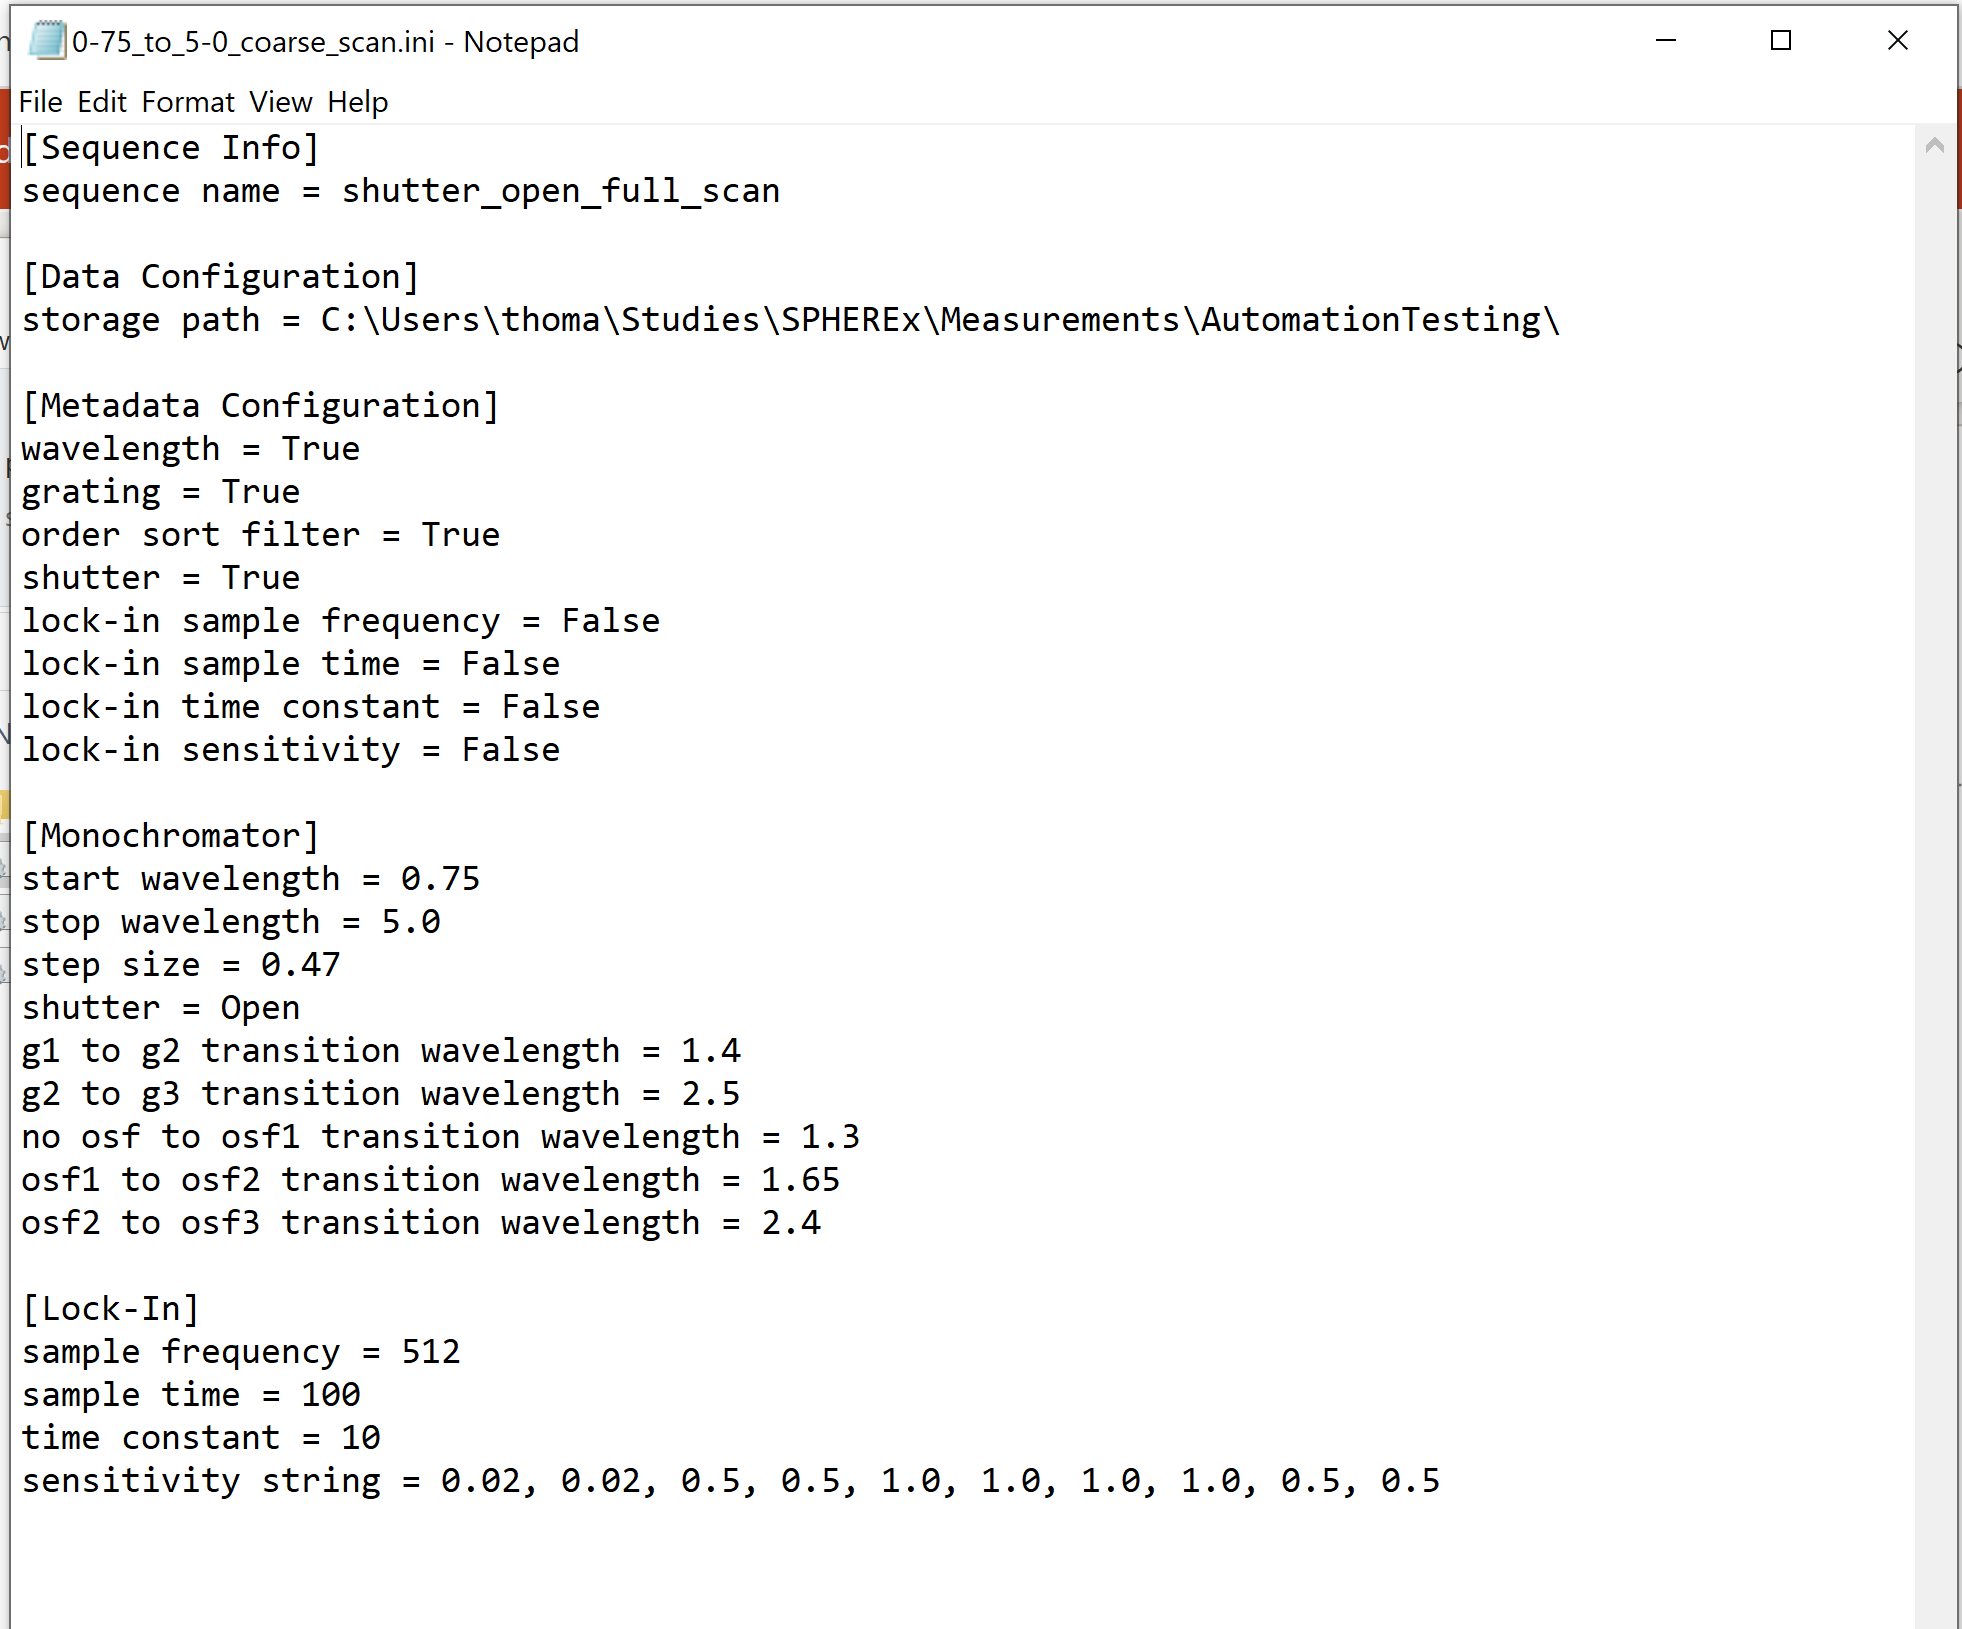 0-75_to_5-0_coarse_scan.ini - Notepad
File Edit Format View Help
[Sequence Info]
sequence name = shutter_open_full_scan
[Data Configuration]
storage path = C:\Users\thoma\Studies\SPHEREx\Measurements\AutomationTesting\
[Metadata Configuration]
wavelength = True
grating = True
order sort filter = True
shutter = True
lock-in sample frequency = False
lock-in sample time = False
lock-in time constant = False
lock-in sensitivity = False
[Monochromator]
start wavelength = 0.75
stop wavelength = 5.0
step size = 0.47
shutter = Open
g1 to g2 transition wavelength = 1.4
g2 to g3 transition wavelength = 2.5
no osf to osf1 transition wavelength = 1.3
osf1 to osf2 transition wavelength = 1.65
osf2 to osf3 transition wavelength = 2.4
[Lock-In]
sample frequency = 512
sample time = 100
time constant = 10
sensitivity string = 0.02, 0.02, 0.5, 0.5, 1.0, 1.0, 1.0, 1.0, 0.5, 0.5